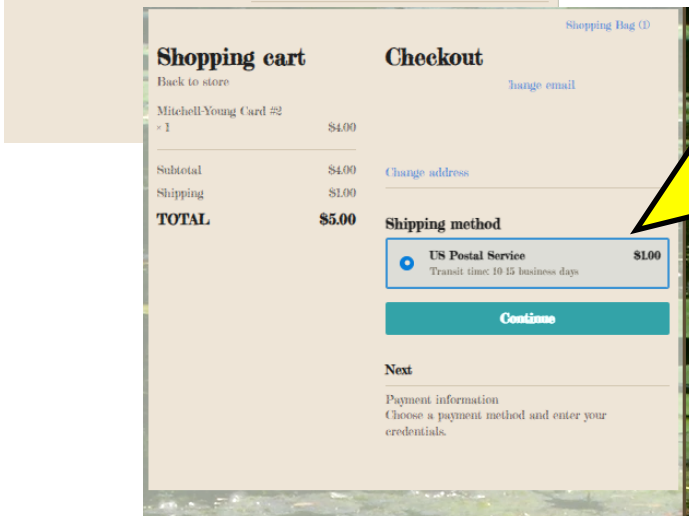 Shopping Bag (1)
Shopping cart
Back to store
Mitchell-Young Card #2
× 1 $4.00
Subtotal $4.00
Shipping $1.00
TOTAL $5.00
Checkout
hange email
Change address
Shipping method
US Postal Service $1.00
Transit time: 10-15 business days
Continue
Next
Payment information
Choose a payment method and enter your
credentials.